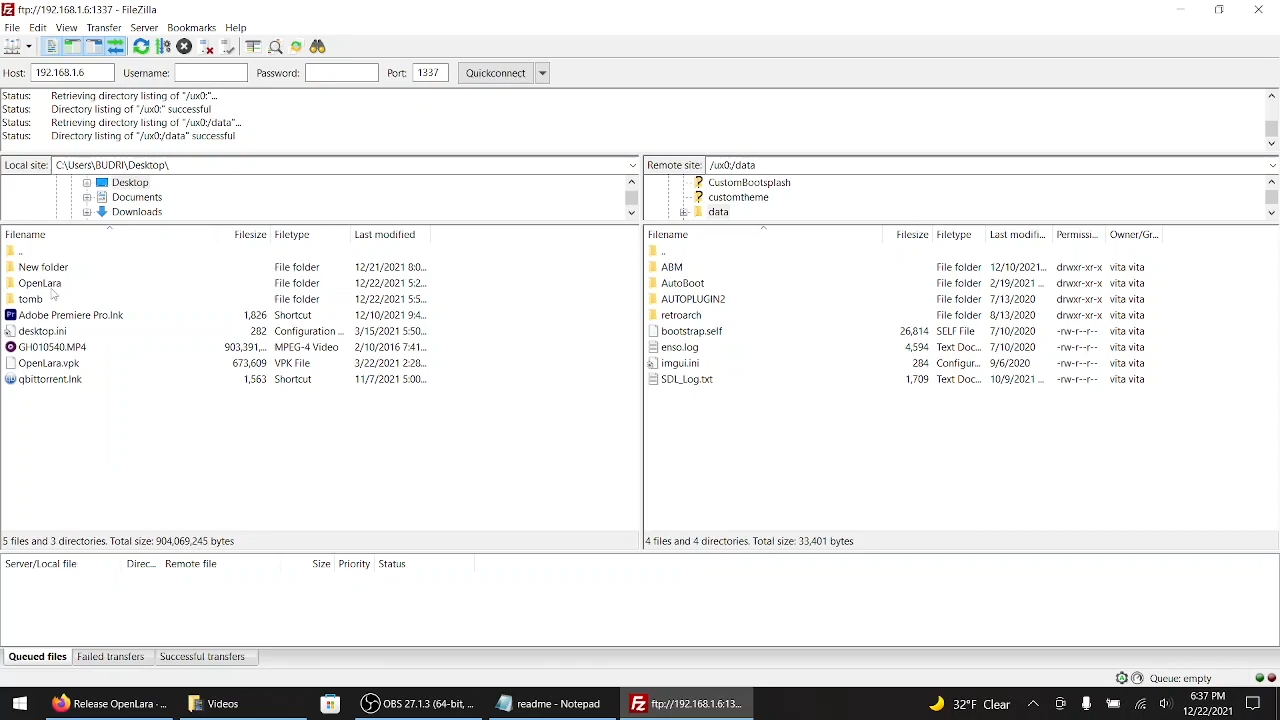 ftp://192.168.1.6:1337 - FileZilla
File Edit View Transfer Server Bookmarks Help
Host: 192.168.1.6 Username: Password: Port: 1337 Quickconnect
Status: Retrieving directory listing of "/ux0:"...
Status: Directory listing of "/ux0:" successful
Status: Retrieving directory listing of "/ux0:/data"...
Status: Directory listing of "/ux0:/data" successful
Local site: C:\Users\BUDRI\Desktop\
Desktop
Documents
Downloads
Filename Filesize Filetype Last modified
..
New folder File folder 12/21/2021 8:0...
OpenLara File folder 12/22/2021 5:2...
tomb File folder 12/22/2021 5:5...
Adobe Premiere Pro.lnk 1,826 Shortcut 12/10/2021 9:4...
desktop.ini 282 Configuration ... 3/15/2021 5:50...
GH010540.MP4 903,391,... MPEG-4 Video 2/10/2016 7:41...
OpenLara.vpk 673,609 VPK File 3/22/2021 2:28...
qbittorrent.lnk 1,563 Shortcut 11/7/2021 5:00...
5 files and 3 directories. Total size: 904,069,245 bytes
Remote site: /ux0:/data
CustomBootsplash
customtheme
data
Filename Filesize Filetype Last modifi... Permissi... Owner/Gr...
..
ABM File folder 12/10/2021... drwxr-xr-x vita vita
AutoBoot File folder 2/19/2021 ... drwxr-xr-x vita vita
AUTOPLUGIN2 File folder 7/13/2020 drwxr-xr-x vita vita
retroarch File folder 8/13/2020 drwxr-xr-x vita vita
bootstrap.self 26,814 SELF File 7/10/2020 -rw-r--r-- vita vita
enso.log 4,594 Text Doc... 7/10/2020 -rw-r--r-- vita vita
imgui.ini 284 Configur... 9/6/2020 -rw-r--r-- vita vita
SDL_Log.txt 1,709 Text Doc... 10/9/2021 ... -rw-r--r-- vita vita
4 files and 4 directories. Total size: 33,401 bytes
Server/Local file Direc... Remote file Size Priority Status
Queued files Failed transfers Successful transfers
Queue: empty
Release OpenLara · ... Videos OBS 27.1.3 (64-bit, ... readme - Notepad ftp://192.168.1.6:13... 32°F Clear 6:37 PM
12/22/2021